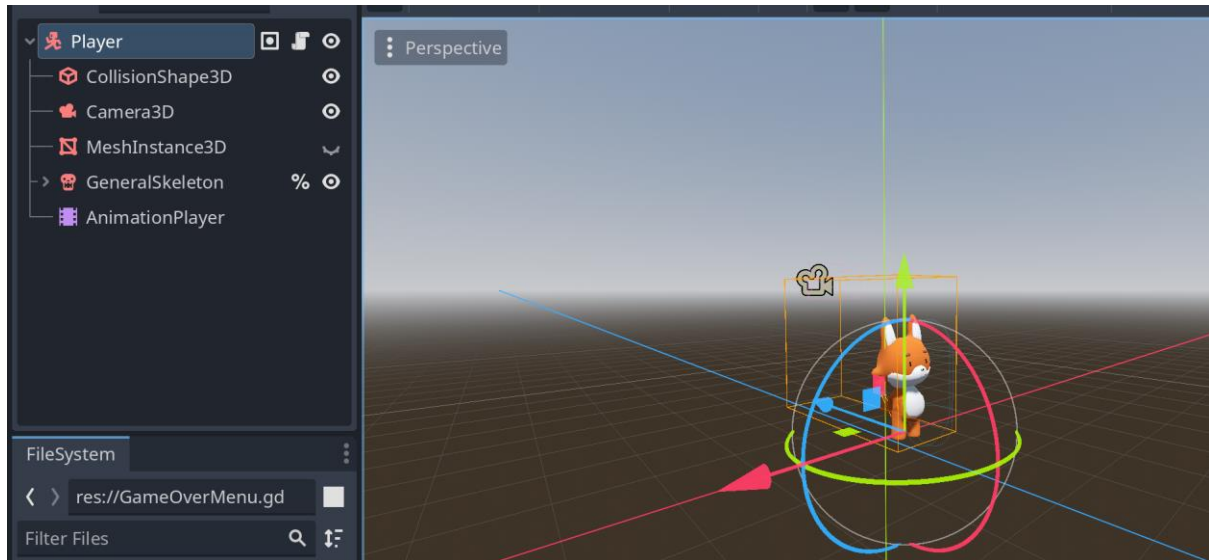 Player
CollisionShape3D
Camera3D
MeshInstance3D
GeneralSkeleton %
AnimationPlayer
FileSystem
res://GameOverMenu.gd
Filter Files
Perspective